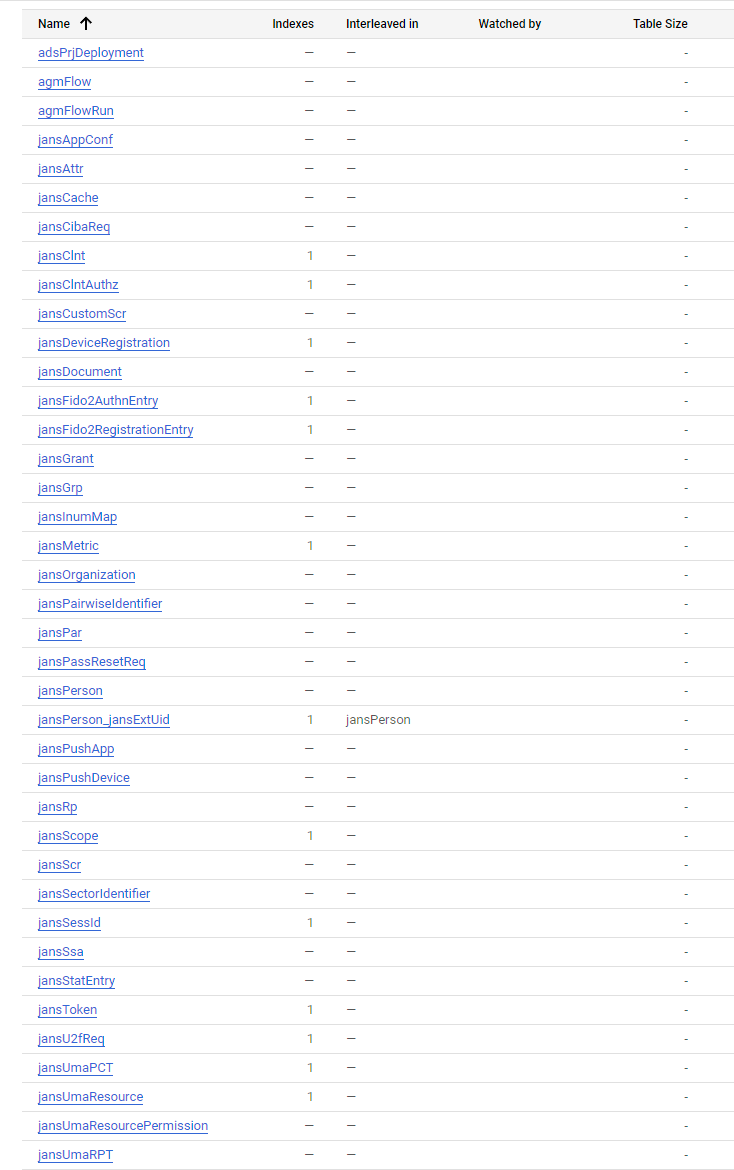 Name ↑ Indexes Interleaved in Watched by Table Size
adsPrjDeployment — — -
agmFlow — — -
agmFlowRun — — -
jansAppConf — — -
jansAttr — — -
jansCache — — -
jansCibaReq — — -
jansClnt 1 — -
jansClntAuthz 1 — -
jansCustomScr — — -
jansDeviceRegistration 1 — -
jansDocument — — -
jansFido2AuthnEntry 1 — -
jansFido2RegistrationEntry 1 — -
jansGrant — — -
jansGrp — — -
jansInumMap — — -
jansMetric 1 — -
jansOrganization — — -
jansPairwiseIdentifier — — -
jansPar — — -
jansPassResetReq — — -
jansPerson — — -
jansPerson_jansExtUid 1 jansPerson -
jansPushApp — — -
jansPushDevice — — -
jansRp — — -
jansScope 1 — -
jansScr — — -
jansSectorIdentifier — — -
jansSessId 1 — -
jansSsa — — -
jansStatEntry — — -
jansToken 1 — -
jansU2fReq 1 — -
jansUmaPCT 1 — -
jansUmaResource 1 — -
jansUmaResourcePermission — — -
jansUmaRPT — — -